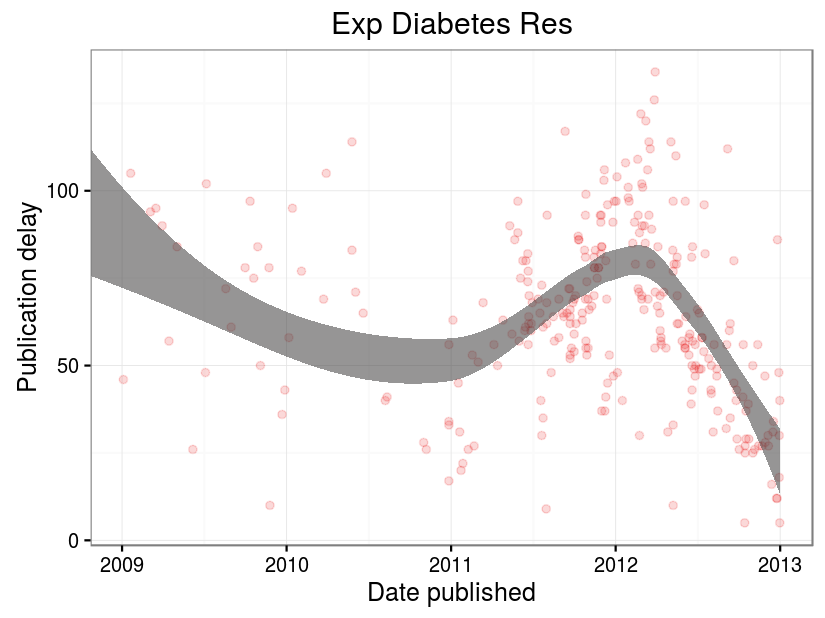 Exp Diabetes Res
Publication delay
100
50
0
2009 2010 2011 2012 2013
Date published